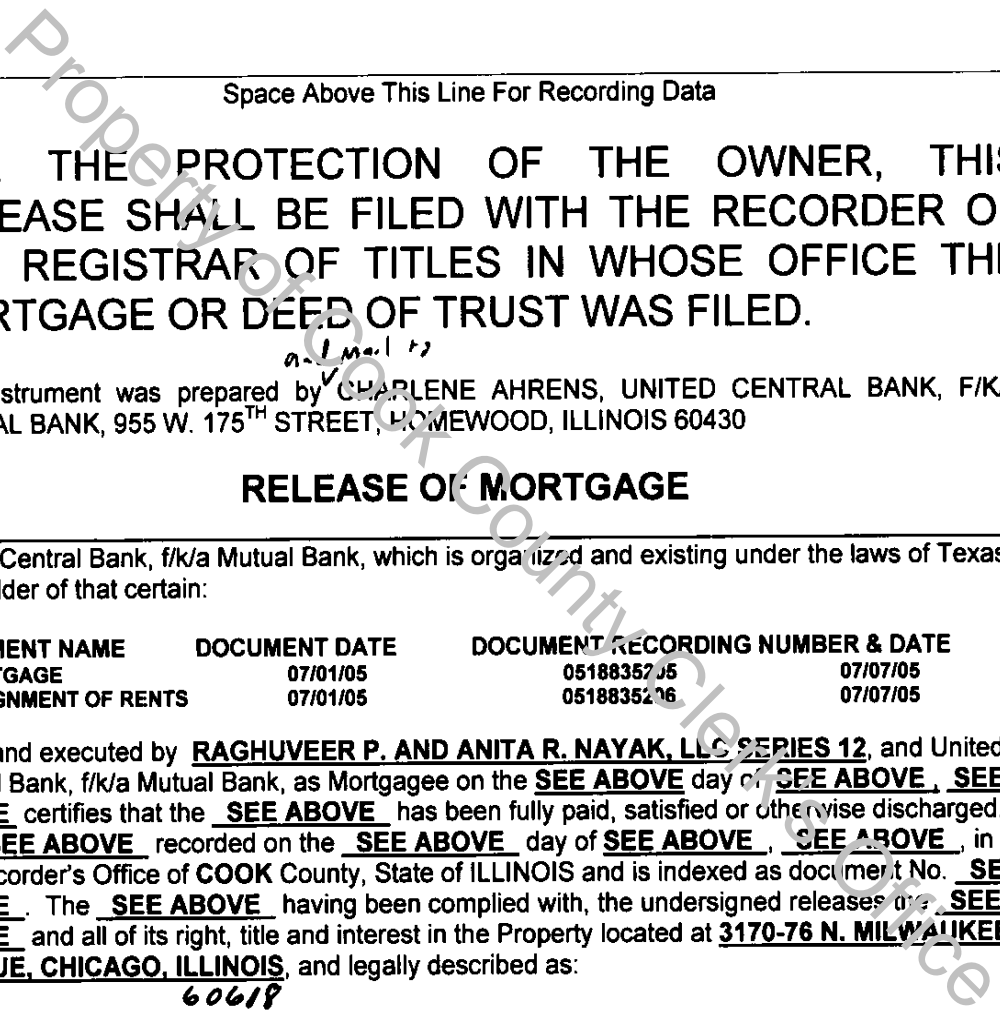 Space Above This Line For Recording Data
THE PROTECTION OF THE OWNER, THIS
EASE SHALL BE FILED WITH THE RECORDER O
REGISTRAR OF TITLES IN WHOSE OFFICE THE
RTGAGE OR DEED OF TRUST WAS FILED.
and mail to
strument was prepared by CHARLENE AHRENS, UNITED CENTRAL BANK, F/K
AL BANK, 955 W. 175TH STREET, HOMEWOOD, ILLINOIS 60430
RELEASE OF MORTGAGE
Central Bank, f/k/a Mutual Bank, which is organized and existing under the laws of Texas
lder of that certain:
MENT NAME DOCUMENT DATE DOCUMENT RECORDING NUMBER & DATE
TGAGE 07/01/05 0518835205 07/07/05
GNMENT OF RENTS 07/01/05 0518835206 07/07/05
and executed by RAGHUVEER P. AND ANITA R. NAYAK, LLC SERIES 12, and United
l Bank, f/k/a Mutual Bank, as Mortgagee on the SEE ABOVE day of SEE ABOVE , SEE
E certifies that the SEE ABOVE has been fully paid, satisfied or otherwise discharged.
EE ABOVE recorded on the SEE ABOVE day of SEE ABOVE , SEE ABOVE , in
corder's Office of COOK County, State of ILLINOIS and is indexed as document No. SE
E . The SEE ABOVE having been complied with, the undersigned releases the SEE
E and all of its right, title and interest in the Property located at 3170-76 N. MILWAUKEE
UE, CHICAGO, ILLINOIS, and legally described as:
60618
Property of Cook County Clerk's Office